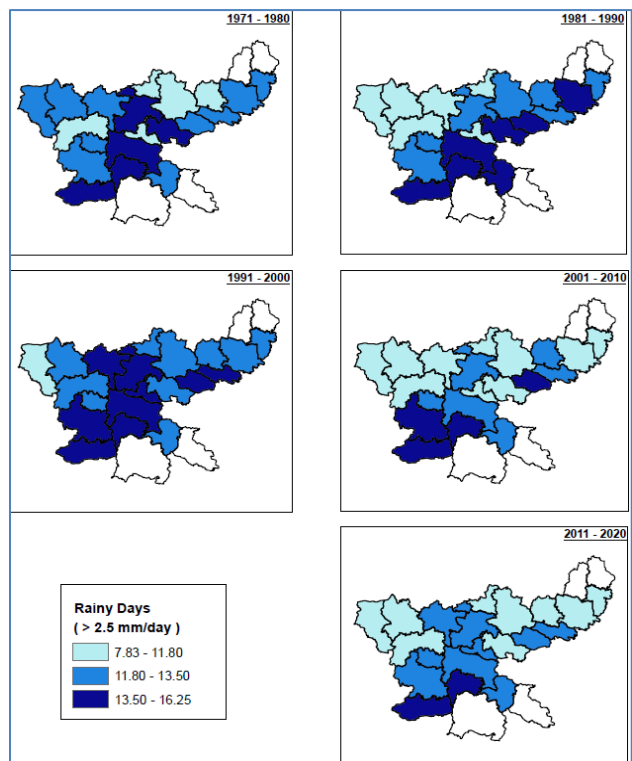 1971 - 1980
1981 - 1990
1991 - 2000
2001 - 2010
2011 - 2020
Rainy Days
( > 2.5 mm/day )
7.83 - 11.80
11.80 - 13.50
13.50 - 16.25